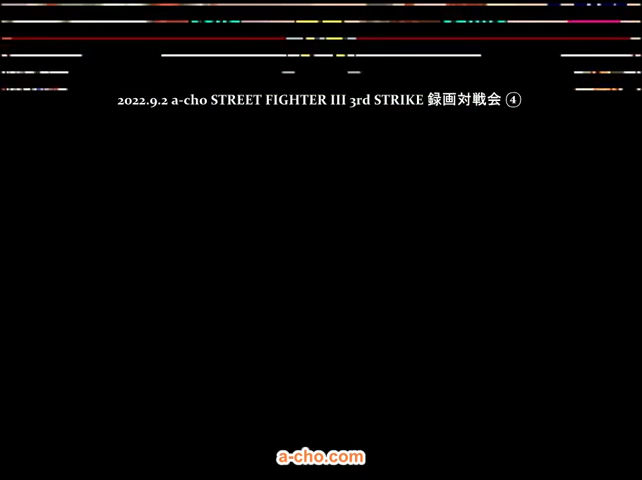 2022.9.2 a-cho STREET FIGHTER III 3rd STRIKE 録画対戦会 ④
a-cho.com